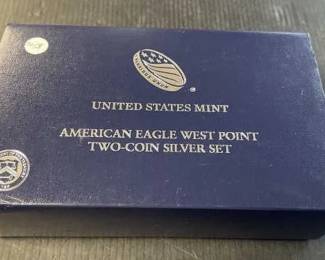 UNITED STATES MINT
AMERICAN EAGLE WEST POINT
TWO-COIN SILVER SET